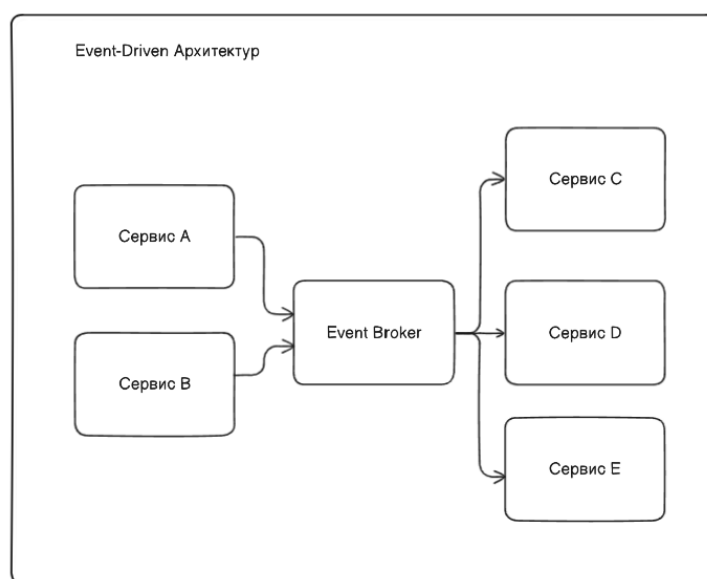 Event-Driven Архитектур
Сервис A
Сервис B
Event Broker
Сервис C
Сервис D
Сервис E